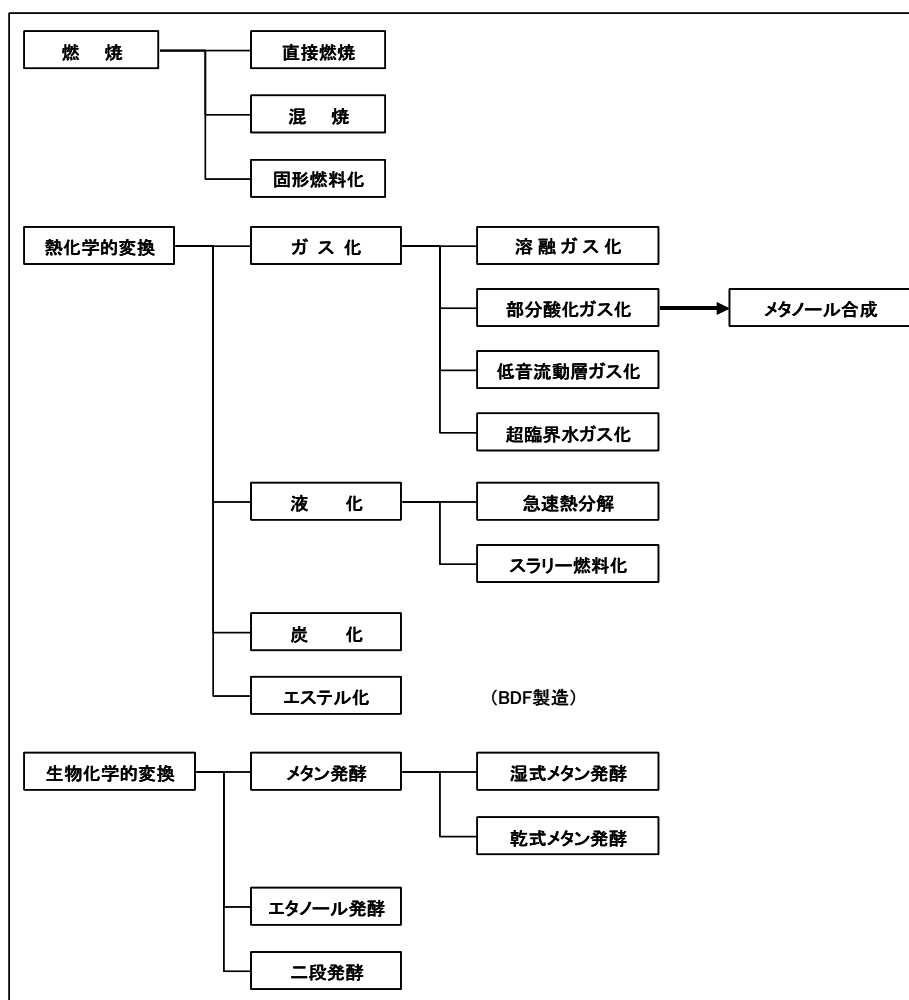 燃 焼
直接燃焼
混 焼
固形燃料化
熱化学的変換
ガス化
溶融ガス化
部分酸化ガス化
メタノール合成
低音流動層ガス化
超臨界水ガス化
液 化
急速熱分解
スラリー燃料化
炭 化
エステル化
（BDF製造）
生物化学的変換
メタン発酵
湿式メタン発酵
乾式メタン発酵
エタノール発酵
二段発酵